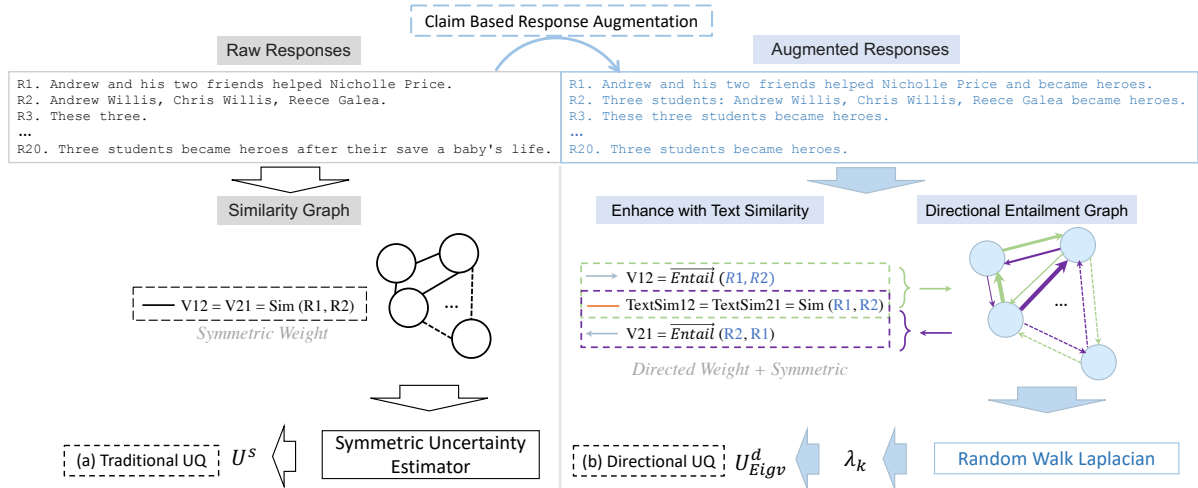 Claim Based Response Augmentation
Raw Responses
Augmented Responses
R1. Andrew and his two friends helped Nicholle Price.
R2. Andrew Willis, Chris Willis, Reece Galea.
R3. These three.
...
R20. Three students became heroes after their save a baby's life.
R1. Andrew and his two friends helped Nicholle Price and became heroes.
R2. Three students: Andrew Willis, Chris Willis, Reece Galea became heroes.
R3. These three students became heroes.
...
R20. Three students became heroes.
Similarity Graph
V12 = V21 = Sim (R1, R2)
Symmetric Weight
...
Symmetric Uncertainty
Estimator
U^s
(a) Traditional UQ
Enhance with Text Similarity
Directional Entailment Graph
V12 = \overrightarrow{Entail} (R1, R2)
TextSim12 = TextSim21 = Sim (R1, R2)
V21 = \overrightarrow{Entail} (R2, R1)
Directed Weight + Symmetric
...
(b) Directional UQ
U^d_{Eigv}
λ_k
Random Walk Laplacian